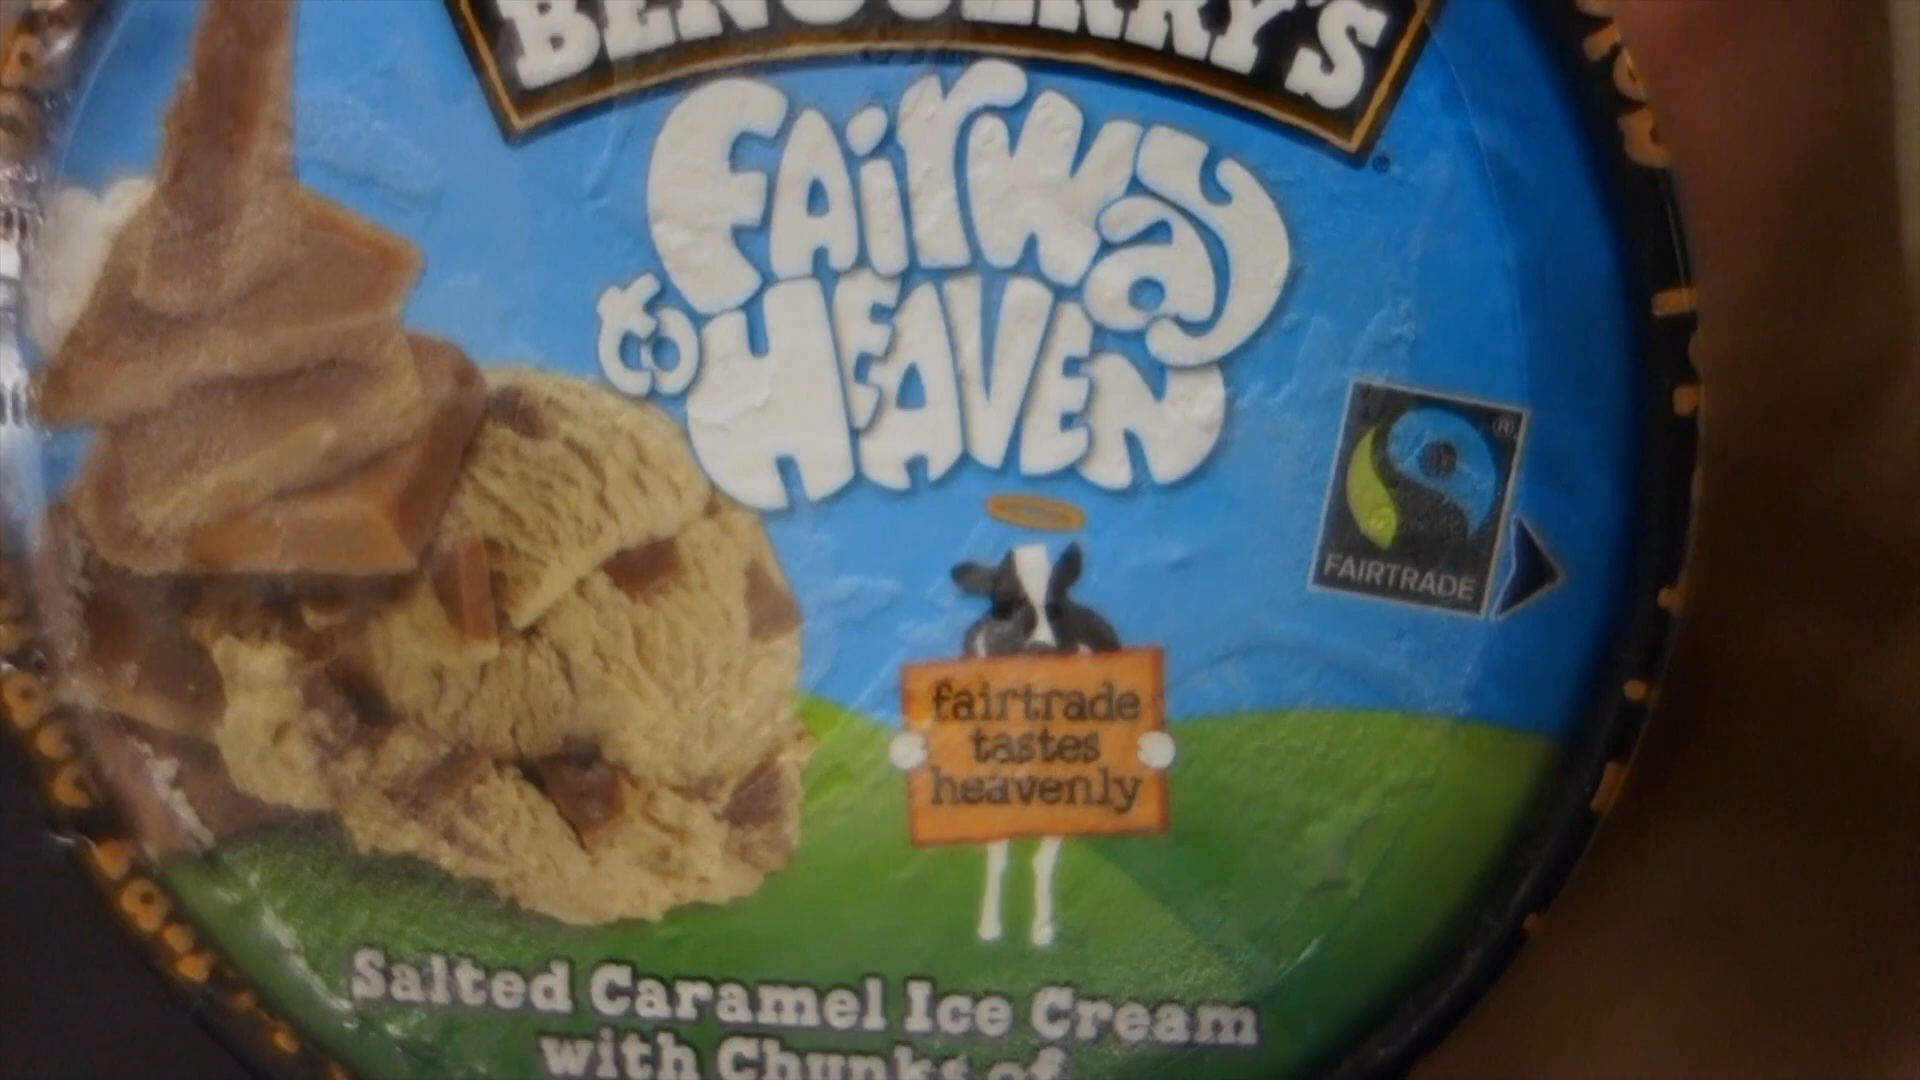 BEN&JERRY'S
FAIRWAY
to HEAVEN
FAIRTRADE
fairtrade
tastes
heavenly
Salted Caramel Ice Cream
with Chunks of